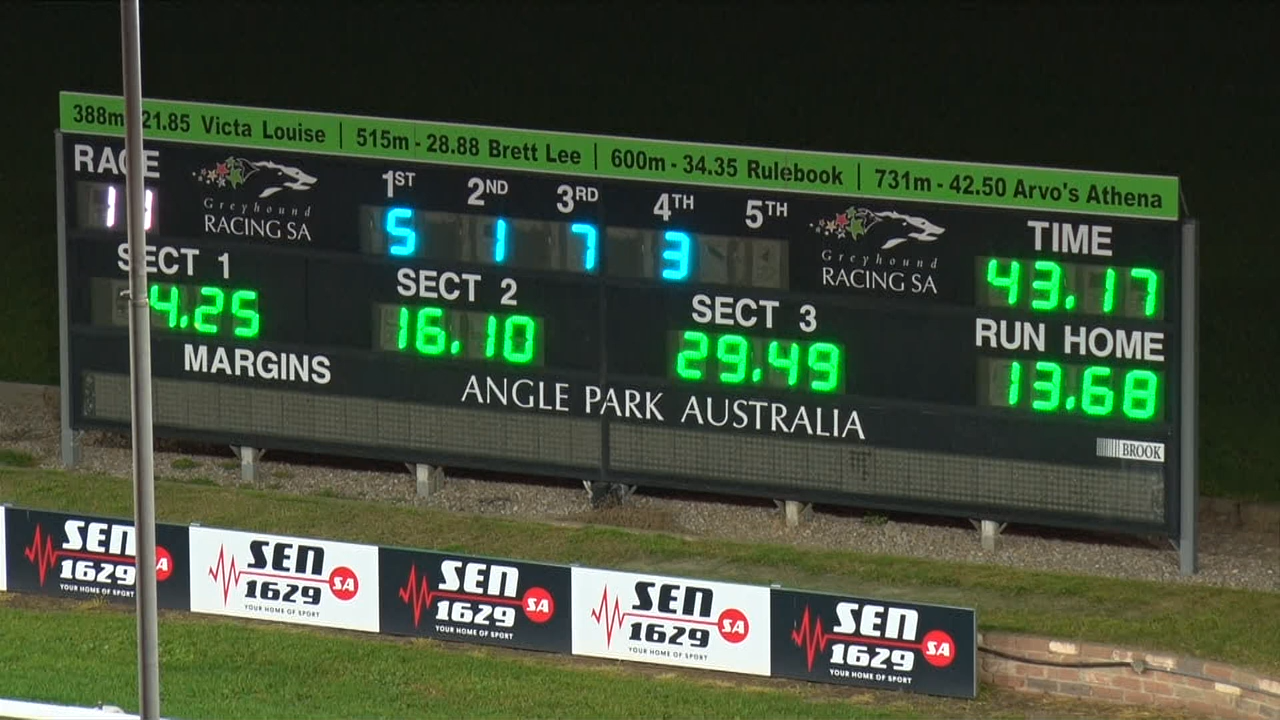 388m 21.85 Victa Louise | 515m - 28.88 Brett Lee | 600m - 34.35 Rulebook | 731m - 42.50 Arvo's Athena
RACE
11
Greyhound
RACING SA
1ST 2ND 3RD 4TH 5TH
5 1 7 3
Greyhound
RACING SA
TIME
43.17
SECT 1
4.25
SECT 2
16.10
SECT 3
29.49
RUN HOME
13.68
MARGINS
ANGLE PARK AUSTRALIA
BROOK
SEN
1629 SA
YOUR HOME OF SPORT
SEN
1629 SA
YOUR HOME OF SPORT
SEN
1629 SA
YOUR HOME OF SPORT
SEN
1629 SA
YOUR HOME OF SPORT
SEN
1629 SA
YOUR HOME OF SPORT